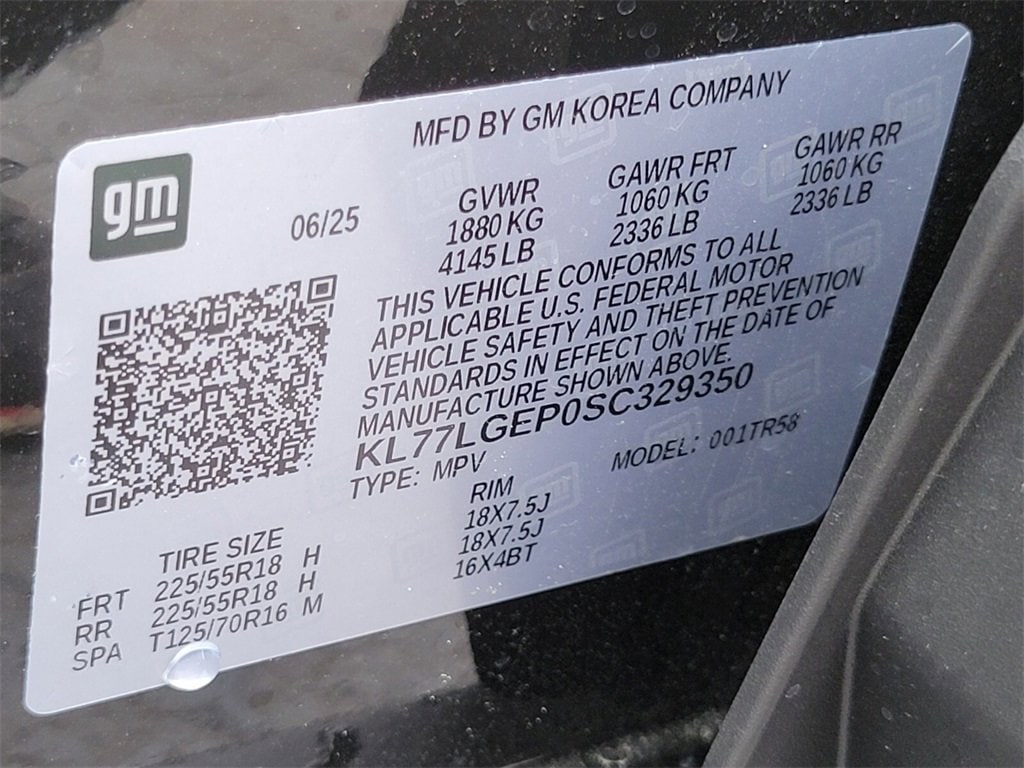 MFD BY GM KOREA COMPANY
gm
06/25
GVWR GAWR FRT GAWR RR
1880 KG 1060 KG 1060 KG
4145 LB 2336 LB 2336 LB
THIS VEHICLE CONFORMS TO ALL
APPLICABLE U.S. FEDERAL MOTOR
VEHICLE SAFETY AND THEFT PREVENTION
STANDARDS IN EFFECT ON THE DATE OF
MANUFACTURE SHOWN ABOVE.
KL77LGEP0SC329350
TYPE: MPV MODEL: 001TR58
TIRE SIZE RIM
FRT 225/55R18 H 18X7.5J
RR 225/55R18 H 18X7.5J
SPA T125/70R16 M 16X4BT